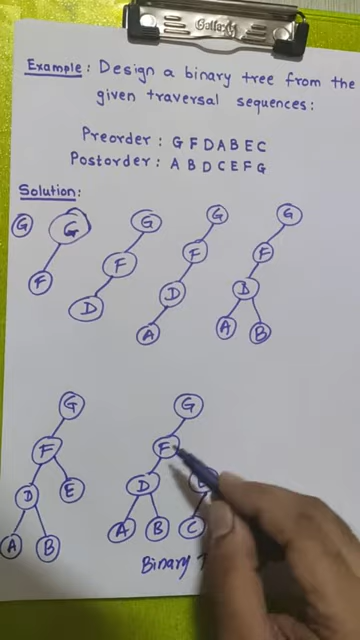 Example: Design a binary tree from the
given traversal sequences:
Preorder: G F D A B E C
Postorder: A B D C E F G
Solution:
G G G G G
F F F F
D D D
A A B
G G
F F
D E D
A B A B C
Binary